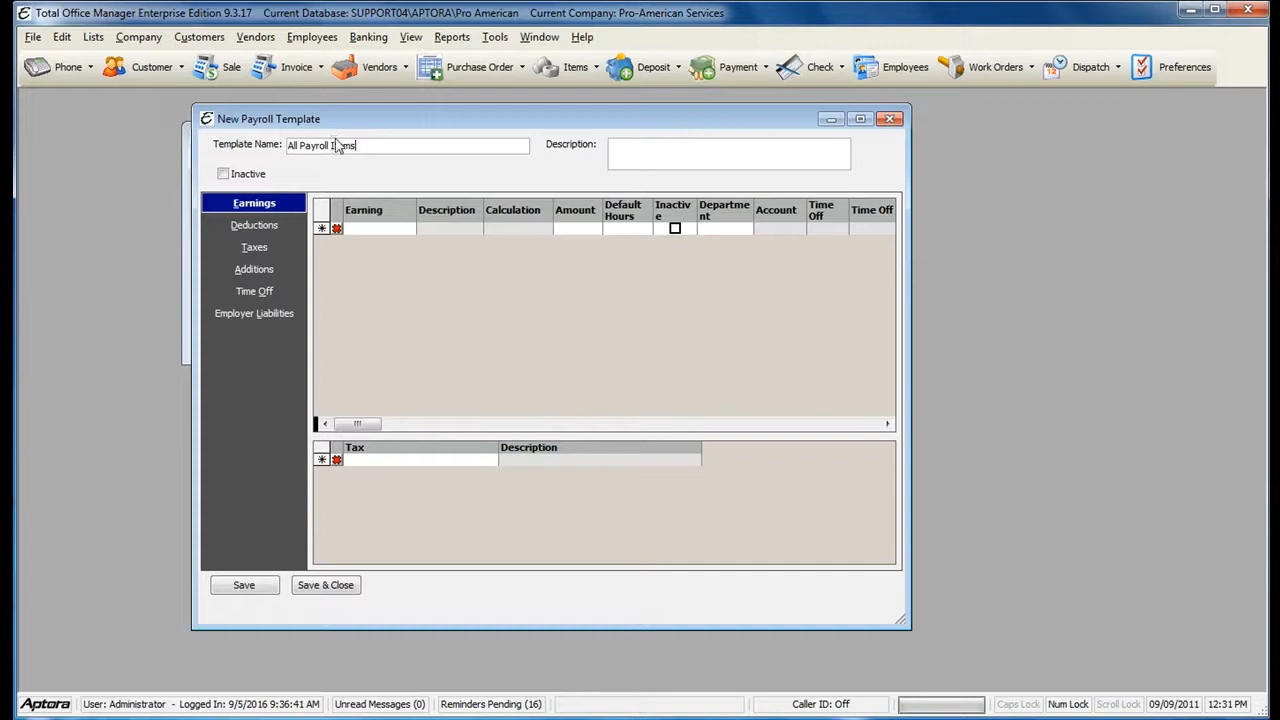 Total Office Manager Enterprise Edition 9.3.17 Current Database: SUPPORT04\APTORA\Pro American Current Company: Pro-American Services
File Edit Lists Company Customers Vendors Employees Banking View Reports Tools Window Help
Phone Customer Sale Invoice Vendors Purchase Order Items Deposit Payment Check Employees Work Orders Dispatch Preferences
New Payroll Template
Template Name: All Payroll Items Description:
Inactive
Earnings
Deductions
Taxes
Additions
Time Off
Employer Liabilities
Earning Description Calculation Amount Default Hours Inactive Department Account Time Off Time Off
Tax Description
Save Save & Close
Aptora User: Administrator - Logged In: 9/5/2016 9:36:41 AM Unread Messages (0) Reminders Pending (16) Caller ID: Off Caps Lock Num Lock Scroll Lock 09/09/2011 12:31 PM